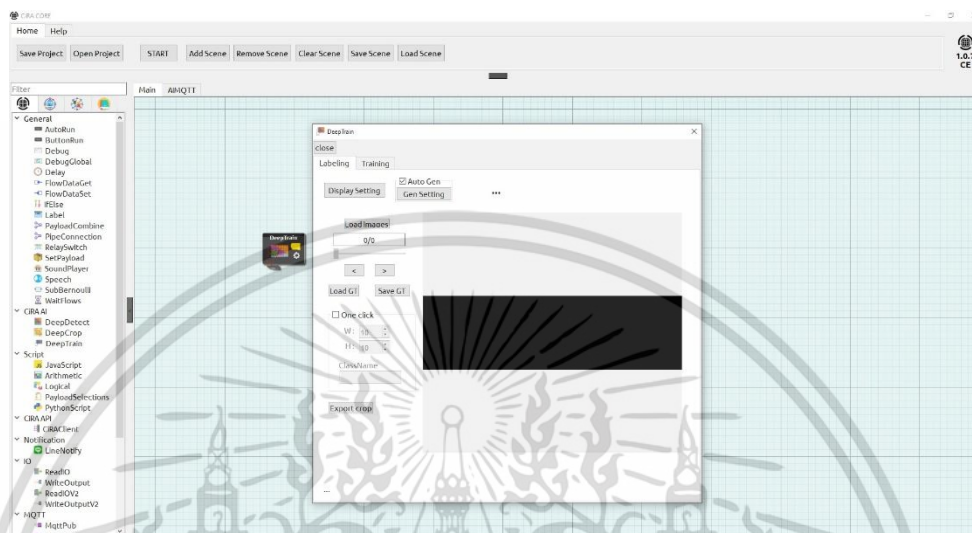 CIRA CORE
Home Help
Save Project Open Project START Add Scene Remove Scene Clear Scene Save Scene Load Scene
1.0.
CE
Filter
Main AIMQTT
General
AutoRun
ButtonRun
Debug
DebugGlobal
Delay
FlowDataGet
FlowDataSet
IfElse
Label
PayloadCombine
PipeConnection
RelaySwitch
SetPayload
SoundPlayer
Speech
SubBernoulli
WaitFlows
CIRA AI
DeepDetect
DeepCrop
DeepTrain
Script
JavaScript
Arithmetic
Logical
PayloadSelections
PythonScript
CIRA API
CIRAClient
Notification
LineNotify
IO
ReadIO
WriteOutput
ReadIOV2
WriteOutputV2
MQTT
MqttPub
DeepTrain
DeepTrain
close
Labeling Training
Display Setting
Auto Gen
Gen Setting
...
Load Images
0/0
< >
Load GT Save GT
One click
W:
H:
ClassName
Export crop
...